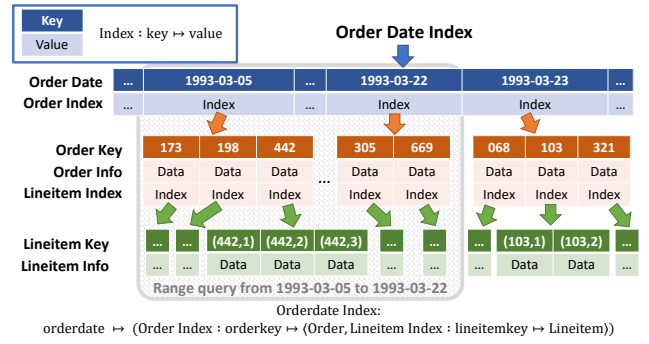 Key
Value
Index : key ↦ value
Order Date Index
Order Date ... 1993-03-05 ... 1993-03-22 1993-03-23 ...
Order Index ... Index ... Index Index ...
Order Key 173 198 442 305 669 068 103 321
Order Info Data Data Data ... Data Data Data Data Data
Lineitem Index Index Index Index Index Index Index Index Index
Lineitem Key ... ... (442,1) (442,2) (442,3) ... ... ... (103,1) (103,2) ...
Lineitem Info ... ... Data Data Data ... ... ... Data Data ...
Range query from 1993-03-05 to 1993-03-22
Orderdate Index:
orderdate ↦ (Order Index : orderkey ↦ ⟨Order, Lineitem Index : lineitemkey ↦ Lineitem⟩)